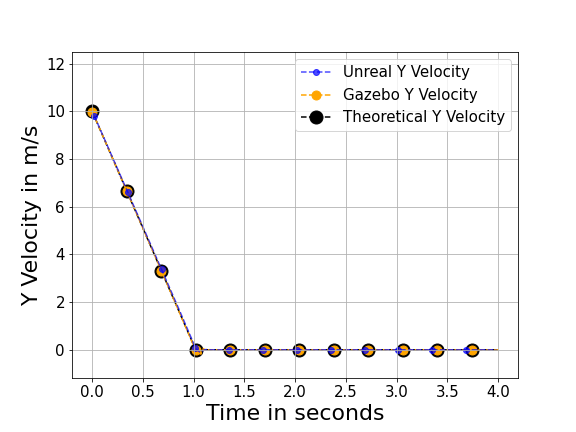 Unreal Y Velocity
Gazebo Y Velocity
Theoretical Y Velocity
Y Velocity in m/s
12
10
8
6
4
2
0
0.0 0.5 1.0 1.5 2.0 2.5 3.0 3.5 4.0
Time in seconds